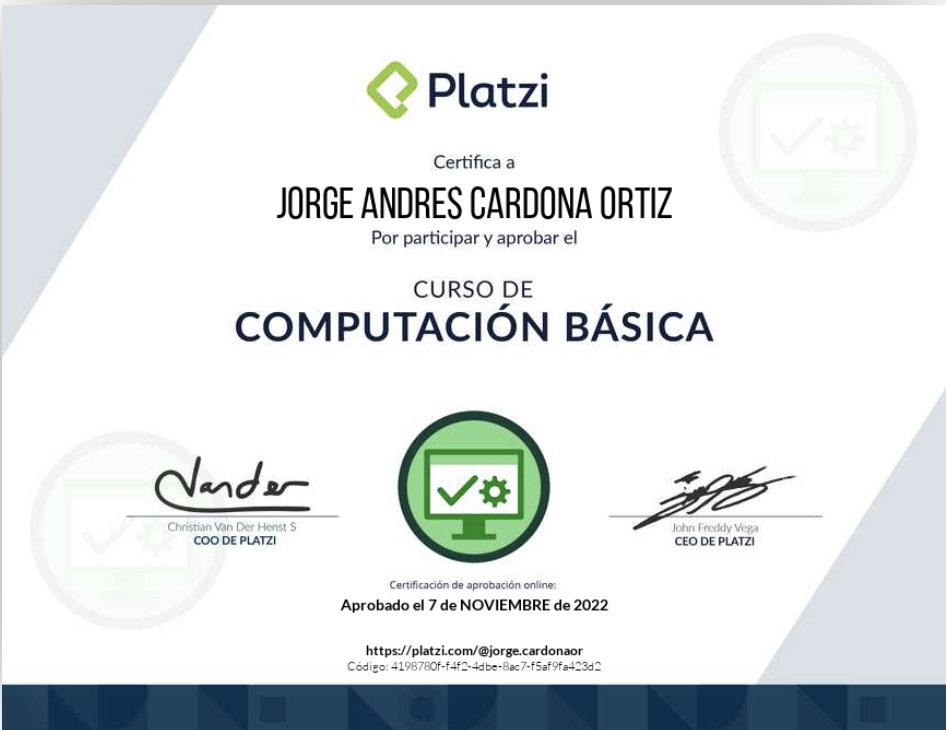 Platzi
Certifica a
JORGE ANDRES CARDONA ORTIZ
Por participar y aprobar el
CURSO DE
COMPUTACIÓN BÁSICA
Vander
Christian Van Der Henst S
COO DE PLATZI
John Freddy Vega
CEO DE PLATZI
Certificación de aprobación online:
Aprobado el 7 de NOVIEMBRE de 2022
https://platzi.com/@jorge.cardonaor
Código: 4198780f-f4f2-4dbe-8ac7-f5af9fa423d2